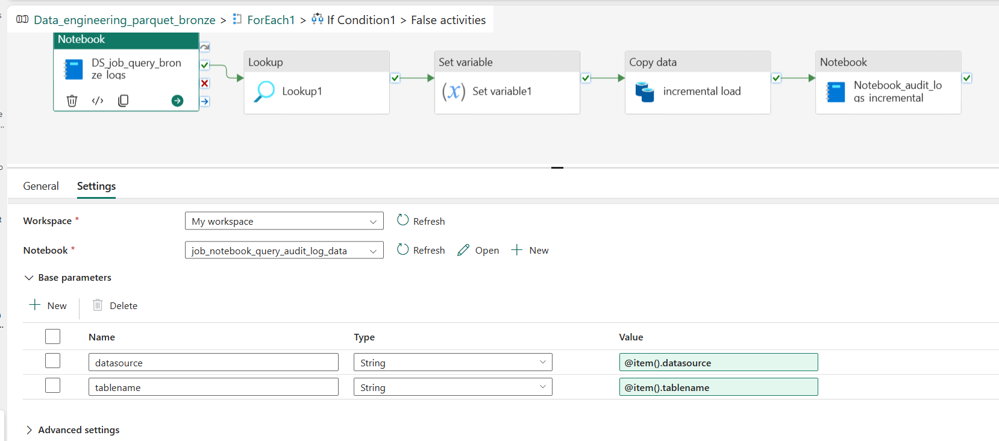 Data_engineering_parquet_bronze > ForEach1 > If Condition1 > False activities
Notebook
DS_job_query_bron
ze_logs
Lookup
Lookup1
Set variable
(x) Set variable1
Copy data
incremental load
Notebook
Notebook_audit_lo
gs_incremental
General Settings
Workspace * My workspace Refresh
Notebook * job_notebook_query_audit_log_data Refresh Open New
Base parameters
New Delete
Name Type Value
datasource String @item().datasource
tablename String @item().tablename
Advanced settings